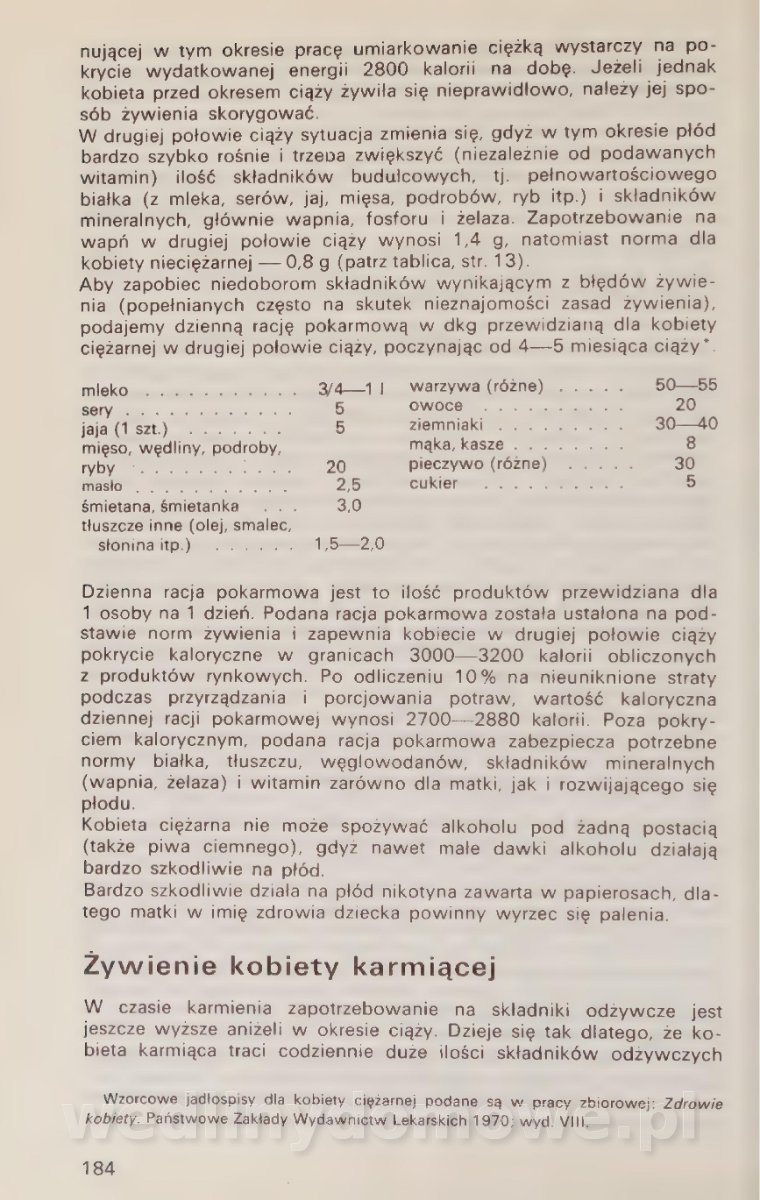 nującej w tym okresie pracę umiarkowanie ciężką wystarczy na po-
krycie wydatkowanej energii 2800 kalorii na dobę. Jeżeli jednak
kobieta przed okresem ciąży żywiła się nieprawidłowo, należy jej spo-
sób żywienia skorygować.
W drugiej połowie ciąży sytuacja zmienia się, gdyż w tym okresie płód
bardzo szybko rośnie i trzeba zwiększyć (niezależnie od podawanych
witamin) ilość składników budulcowych, tj. pełnowartościowego
białka (z mleka, serów, jaj, mięsa, podrobów, ryb itp.) i składników
mineralnych, głównie wapnia, fosforu i żelaza. Zapotrzebowanie na
wapń w drugiej połowie ciąży wynosi 1,4 g, natomiast norma dla
kobiety nieciężarnej — 0,8 g (patrz tablica, str. 13).
Aby zapobiec niedoborom składników wynikającym z błędów żywie-
nia (popełnianych często na skutek nieznajomości zasad żywienia),
podajemy dzienną rację pokarmową w dkg przewidzianą dla kobiety
ciężarnej w drugiej połowie ciąży, poczynając od 4—5 miesiąca ciąży*.
mleko . . . . . . . . . . . 3/4—1 l
sery . . . . . . . . . . . . 5
jaja (1 szt.) . . . . . . . 5
mięso, wędliny, podroby,
ryby . . . . . . . . . . . 20
masło . . . . . . . . . . . 2,5
śmietana, śmietanka . . . 3,0
tłuszcze inne (olej, smalec,
słonina itp.) . . . . . . 1,5—2,0
warzywa (różne) . . . . . 50—55
owoce . . . . . . . . . . 20
ziemniaki . . . . . . . . . 30—40
mąka, kasze . . . . . . . . 8
pieczywo (różne) . . . . . 30
cukier . . . . . . . . . . 5
Dzienna racja pokarmowa jest to ilość produktów przewidziana dla
1 osoby na 1 dzień. Podana racja pokarmowa została ustalona na pod-
stawie norm żywienia i zapewnia kobiecie w drugiej połowie ciąży
pokrycie kaloryczne w granicach 3000—3200 kalorii obliczonych
z produktów rynkowych. Po odliczeniu 10% na nieuniknione straty
podczas przyrządzania i porcjowania potraw, wartość kaloryczna
dziennej racji pokarmowej wynosi 2700—2880 kalorii. Poza pokry-
ciem kalorycznym, podana racja pokarmowa zabezpiecza potrzebne
normy białka, tłuszczu, węglowodanów, składników mineralnych
(wapnia, żelaza) i witamin zarówno dla matki, jak i rozwijającego się
płodu.
Kobieta ciężarna nie może spożywać alkoholu pod żadną postacią
(także piwa ciemnego), gdyż nawet małe dawki alkoholu działają
bardzo szkodliwie na płód.
Bardzo szkodliwie działa na płód nikotyna zawarta w papierosach, dla-
tego matki w imię zdrowia dziecka powinny wyrzec się palenia.
Żywienie kobiety karmiącej
W czasie karmienia zapotrzebowanie na składniki odżywcze jest
jeszcze wyższe aniżeli w okresie ciąży. Dzieje się tak dlatego, że ko-
bieta karmiąca traci codziennie duże ilości składników odżywczych
Wzorcowe jadłospisy dla kobiety ciężarnej podane są w pracy zbiorowej: Zdrowie
kobiety. Państwowe Zakłady Wydawnictw Lekarskich 1970; wyd. VIII.
wedlinydomowe.pl
184